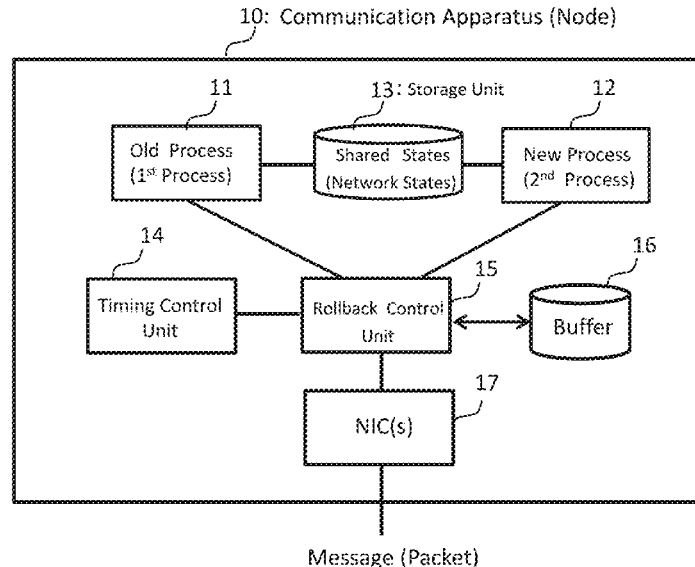 10: Communication Apparatus (Node)
11
13: Storage Unit
12
Old Process
(1st Process)
Shared States
(Network States)
New Process
(2nd Process)
14
15
16
Timing Control
Unit
Rollback Control
Unit
Buffer
17
NIC(s)
Message (Packet)